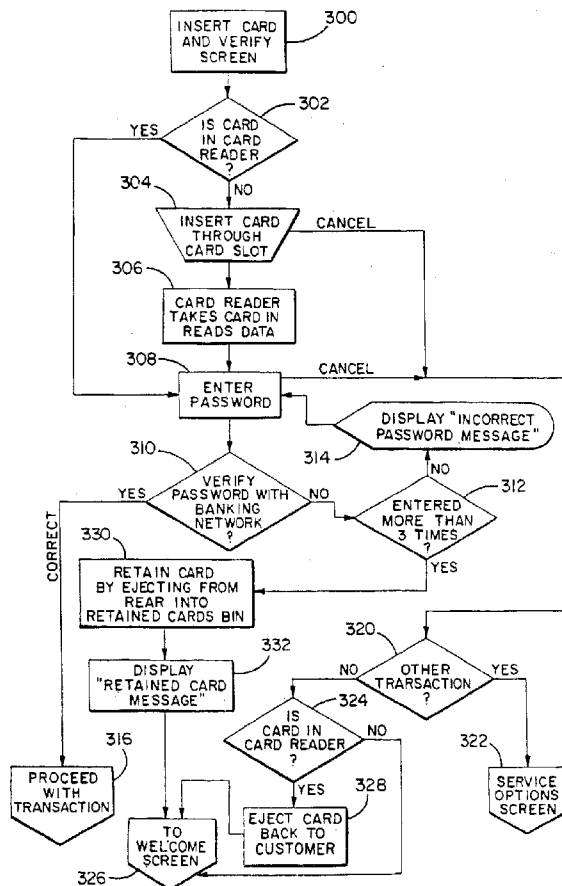 300
INSERT CARD
AND VERIFY
SCREEN
302
YES
IS CARD
IN CARD
READER
?
NO
304
INSERT CARD
THROUGH
CARD SLOT
CANCEL
306
CARD READER
TAKES CARD IN
READS DATA
308
CANCEL
ENTER
PASSWORD
DISPLAY "INCORRECT
PASSWORD MESSAGE"
314
310
NO
312
YES
VERIFY
PASSWORD WITH
BANKING
NETWORK
?
NO
ENTERED
MORE THAN
3 TIMES
?
YES
CORRECT
330
RETAIN CARD
BY EJECTING FROM
REAR INTO
RETAINED CARDS BIN
332
DISPLAY
"RETAINED CARD
MESSAGE"
320
NO
OTHER
TRANSACTION
?
YES
324
IS
CARD IN
CARD READER
?
NO
YES
316
PROCEED
WITH
TRANSACTION
322
SERVICE
OPTIONS
SCREEN
328
EJECT CARD
BACK TO
CUSTOMER
TO
WELCOME
SCREEN
326